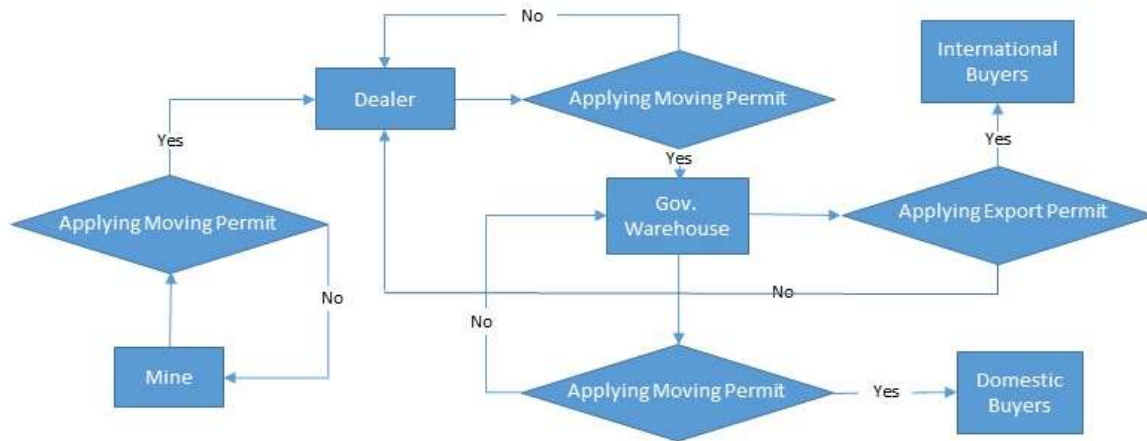 No
International
Buyers
Dealer
Applying Moving Permit
Yes
Yes
Yes
Applying Moving Permit
Gov.
Warehouse
Applying Export Permit
No
No
No
Mine
Applying Moving Permit
Yes
Domestic
Buyers